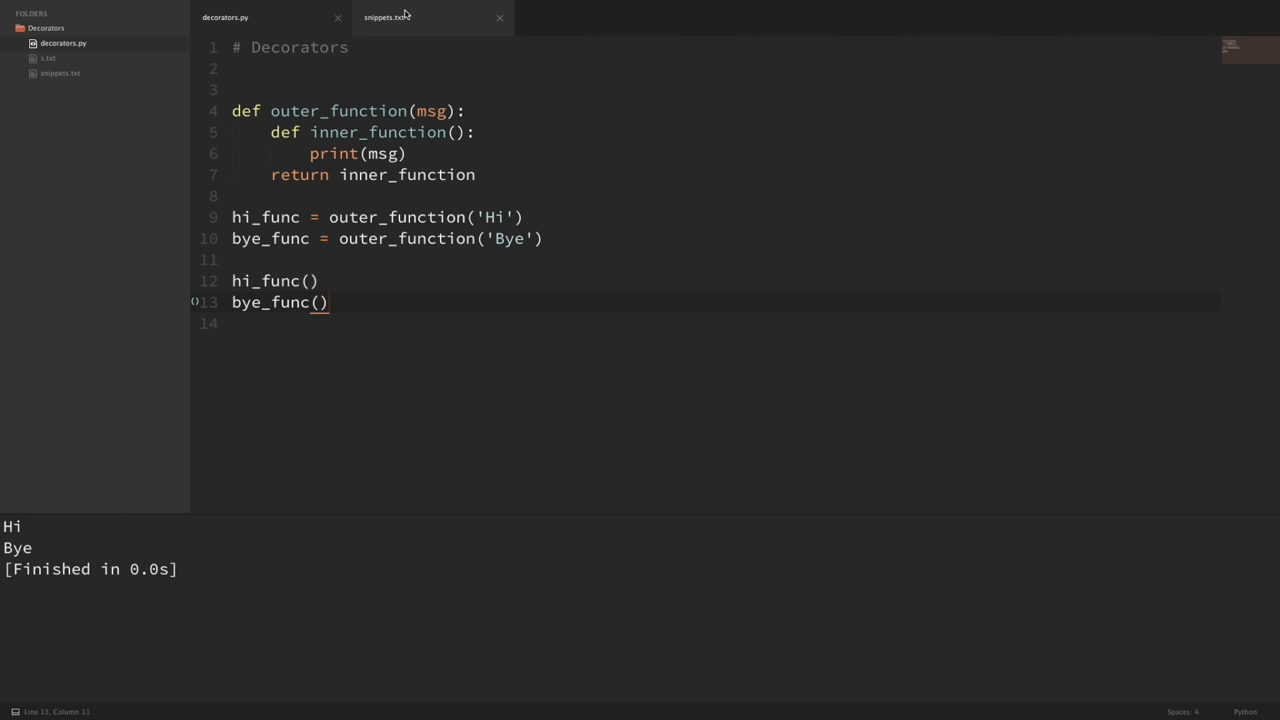 FOLDERS
Decorators
decorators.py
s.txt
snippets.txt
decorators.py
snippets.txt
1 # Decorators
2
3
4 def outer_function(msg):
5     def inner_function():
6         print(msg)
7     return inner_function
8
9 hi_func = outer_function('Hi')
10 bye_func = outer_function('Bye')
11
12 hi_func()
13 bye_func()
14
Hi
Bye
[Finished in 0.0s]
Line 13, Column 11
Spaces: 4
Python